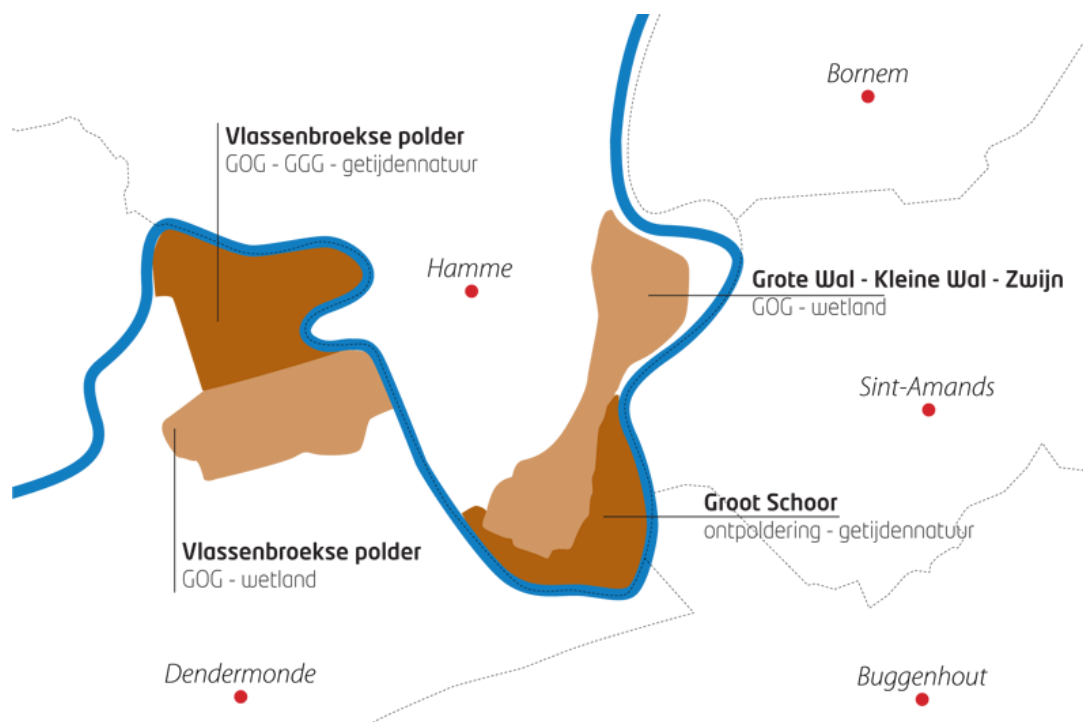 Bornem
Vlassenbroekse polder
GOG - GGG - getijdennatuur
Hamme
Grote Wal - Kleine Wal - Zwijn
GOG - wetland
Sint-Amands
Groot Schoor
ontpoldering - getijdennatuur
Vlassenbroekse polder
GOG - wetland
Dendermonde
Buggenhout